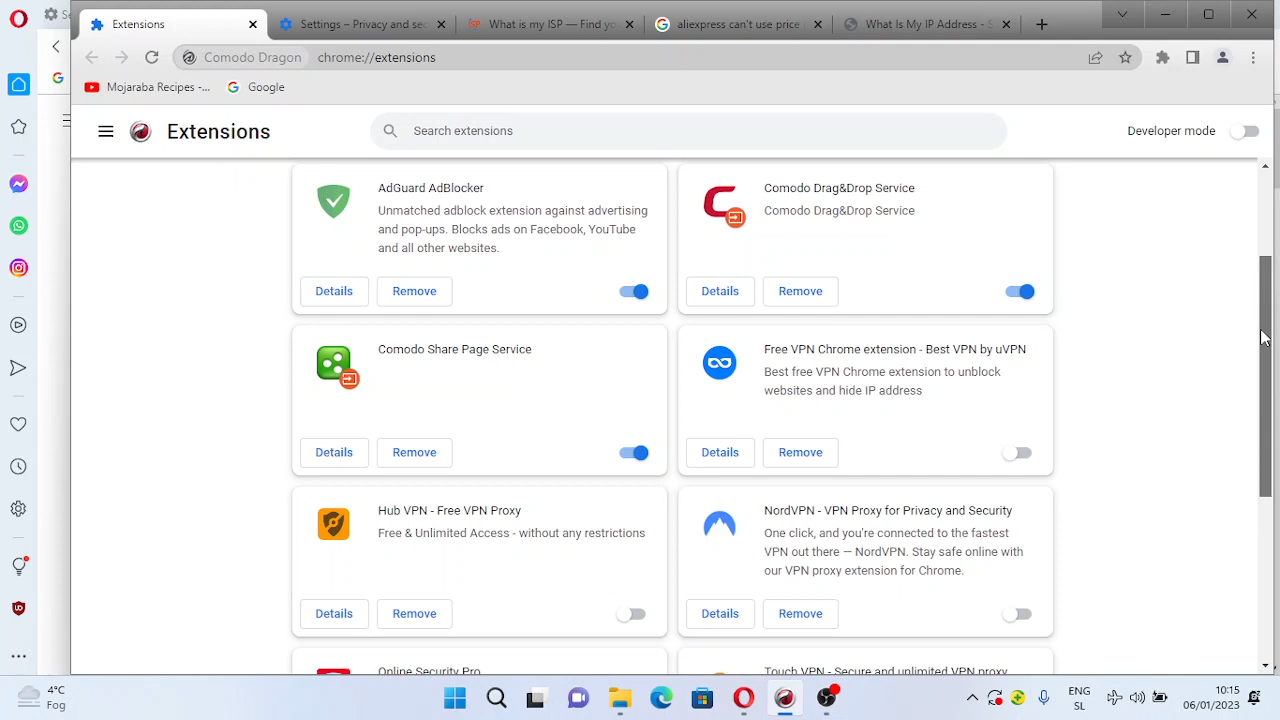 Se
Extensions
Settings – Privacy and sec
What is my ISP — Find yo
aliexpress can't use price
What Is My IP Address
Comodo Dragon
chrome://extensions
Mojaraba Recipes -...
Google
Extensions
Search extensions
Developer mode
AdGuard AdBlocker
Unmatched adblock extension against advertising
and pop-ups. Blocks ads on Facebook, YouTube
and all other websites.
Details
Remove
Comodo Drag&Drop Service
Comodo Drag&Drop Service
Details
Remove
Comodo Share Page Service
Details
Remove
Free VPN Chrome extension - Best VPN by uVPN
Best free VPN Chrome extension to unblock
websites and hide IP address
Details
Remove
Hub VPN - Free VPN Proxy
Free & Unlimited Access - without any restrictions
Details
Remove
NordVPN - VPN Proxy for Privacy and Security
One click, and you're connected to the fastest
VPN out there — NordVPN. Stay safe online with
our VPN proxy extension for Chrome.
Details
Remove
Online Security Pro
Touch VPN - Secure and unlimited VPN proxy
4°C
Fog
ENG
SL
10:15
06/01/2023